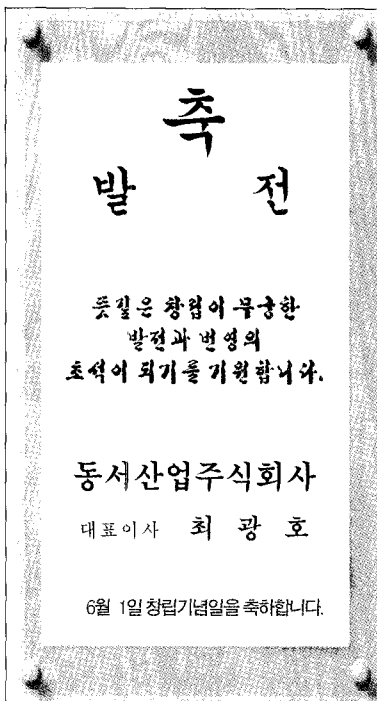 축
발 전
뜻깊은 창립이 무궁한
발전과 번영의
초석이 되기를 기원합니다.
동서산업주식회사
대표이사 최 광 호
6월 1일 창립기념일을 축하합니다.